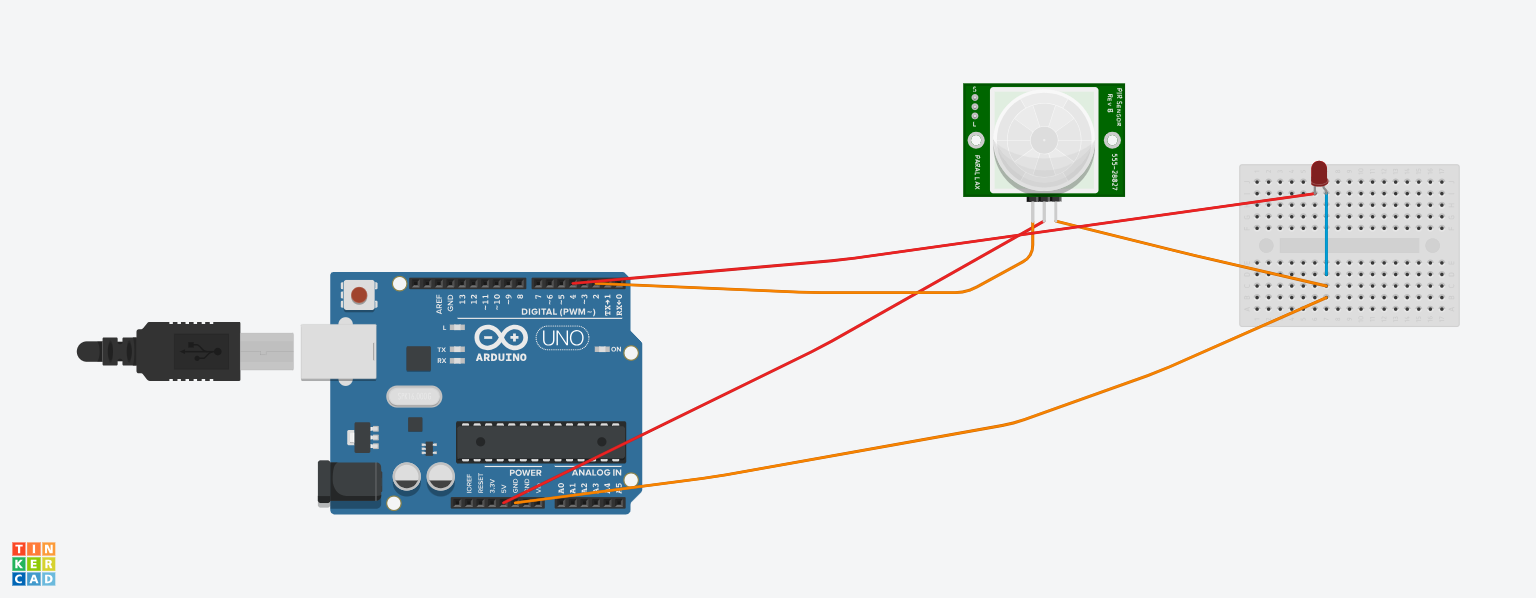 PIR SENSOR
REV B
555-28027
PARALLAX
S
L
AREF
GND
13
12
~11
~10
~9
8
7
~6
~5
4
~3
2
TX→1
RX←0
DIGITAL (PWM~)
L
TX
RX
ARDUINO
UNO
ON
POWER
ANALOG IN
IOREF
RESET
3.3V
5V
GND
A0
A1
A2
A3
A4
A5
TIN
KER
CAD